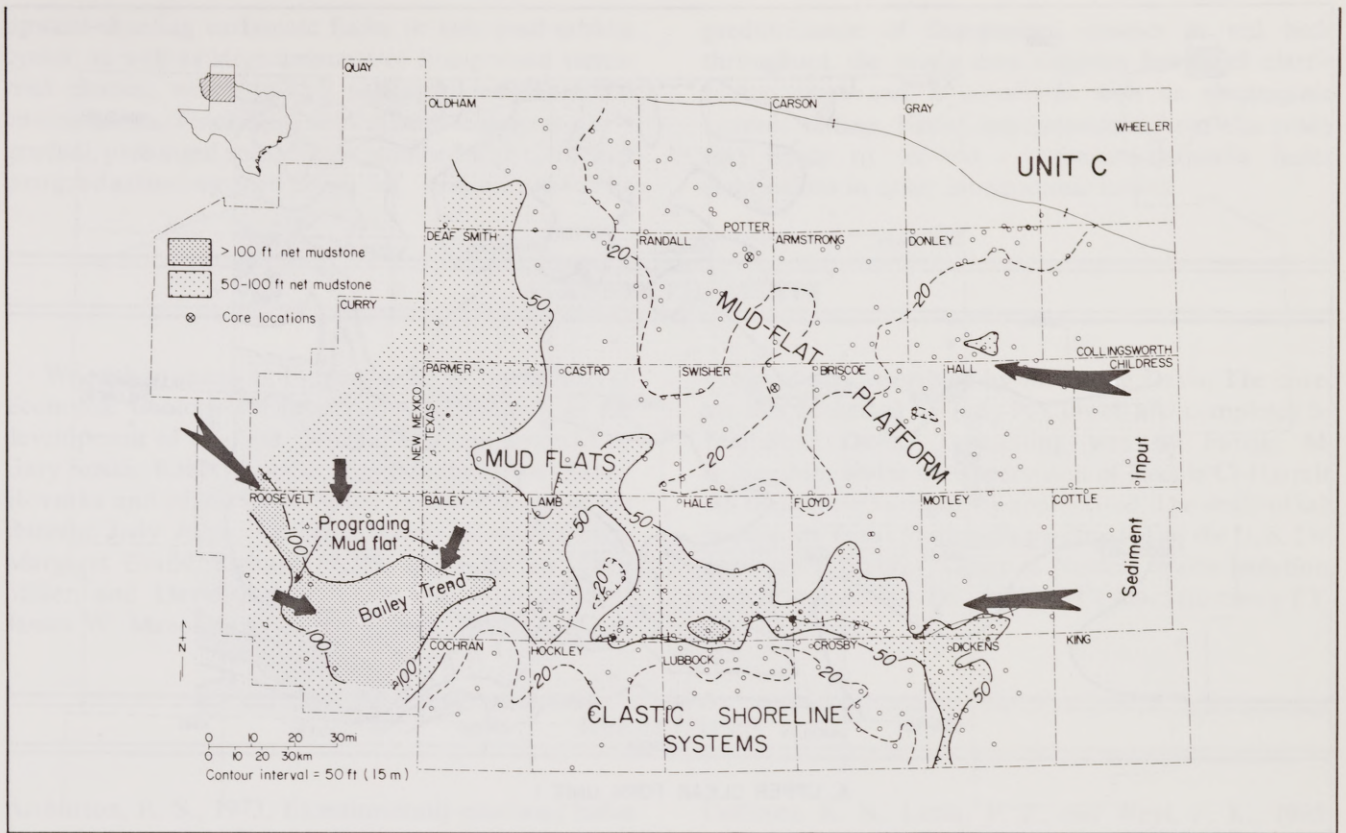 QUAY
OLDHAM
CARSON
GRAY
WHEELER
UNIT C
>100 ft net mudstone
50-100 ft net mudstone
Core locations
DEAF SMITH
RANDALL
POTTER
ARMSTRONG
DONLEY
20
50
20
CURRY
MUD-FLAT
PLATFORM
PARMER
CASTRO
SWISHER
BRISCOE
HALL
COLLINGSWORTH
CHILDRESS
NEW MEXICO
TEXAS
MUD FLATS
20
Sediment Input
ROOSEVELT
BAILEY
LAMB
HALE
FLOYD
MOTLEY
COTTLE
100
Prograding
Mud flat
50
50
20
Bailey Trend
100
100
COCHRAN
HOCKLEY
LUBBOCK
CROSBY
DICKENS
KING
20
20
50
50
CLASTIC SHORELINE
SYSTEMS
N
0 10 20 30mi
0 10 20 30km
Contour interval = 50 ft (15 m)